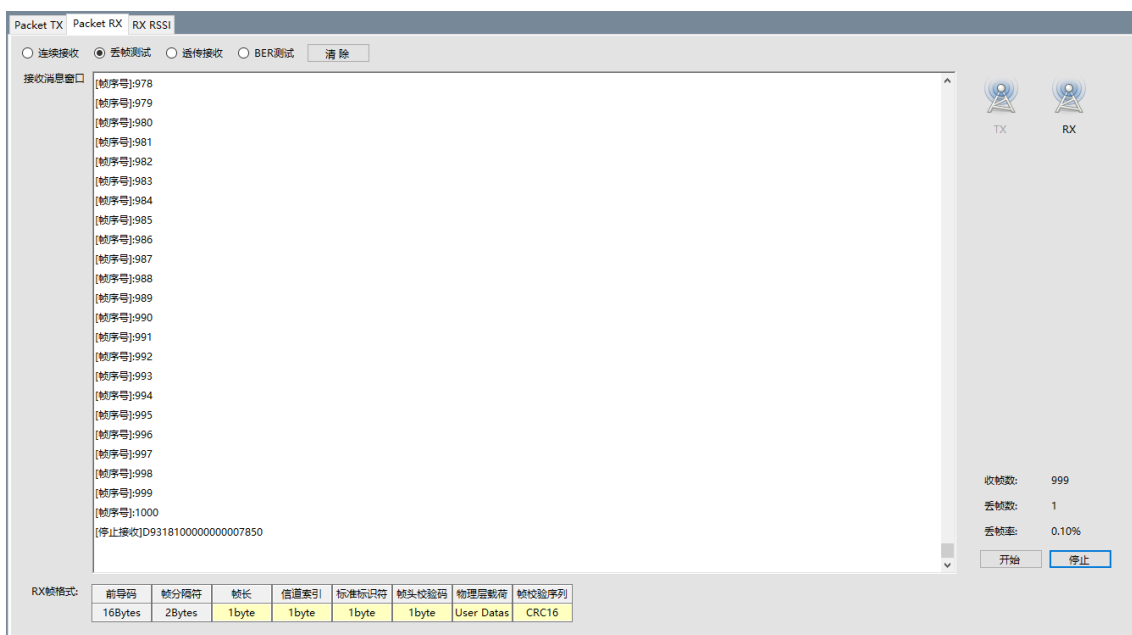 Packet TX Packet RX RX RSSI
连续接收 丢帧测试 透传接收 BER测试 清 除
接收消息窗口
[帧序号]:978
[帧序号]:979
[帧序号]:980
[帧序号]:981
[帧序号]:982
[帧序号]:983
[帧序号]:984
[帧序号]:985
[帧序号]:986
[帧序号]:987
[帧序号]:988
[帧序号]:989
[帧序号]:990
[帧序号]:991
[帧序号]:992
[帧序号]:993
[帧序号]:994
[帧序号]:995
[帧序号]:996
[帧序号]:997
[帧序号]:998
[帧序号]:999
[帧序号]:1000
[停止接收]D9318100000000007850
TX RX
收帧数: 999
丢帧数: 1
丢帧率: 0.10%
开始 停止
RX帧格式:
前导码 帧分隔符 帧长 信道索引 标准标识符 帧头校验码 物理层载荷 帧校验序列
16Bytes 2Bytes 1byte 1byte 1byte 1byte User Datas CRC16